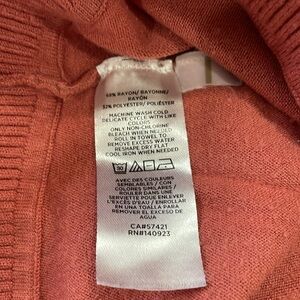 68% RAYON/ BAYONNE/
RAYÓN
32% POLYESTER/ POLIÉSTER
MACHINE WASH COLD
DELICATE CYCLE WITH LIKE
COLORS
ONLY NON-CHLORINE
BLEACH WHEN NEEDED
ROLL IN TOWEL TO
REMOVE EXCESS WATER
RESHAPE DRY FLAT
COOL IRON WHEN NEEDED
30
AVEC DES COULEURS
SEMBLABLES / CON
ROULER DANS UNE
SERVIETTE POUR ENLEVER
L'EXCÈS D'EAU / ENROLLAR
EN UNA TOALLA PARA
REMOVER EL EXCESO DE
AGUA
CA#57421
RN#140923